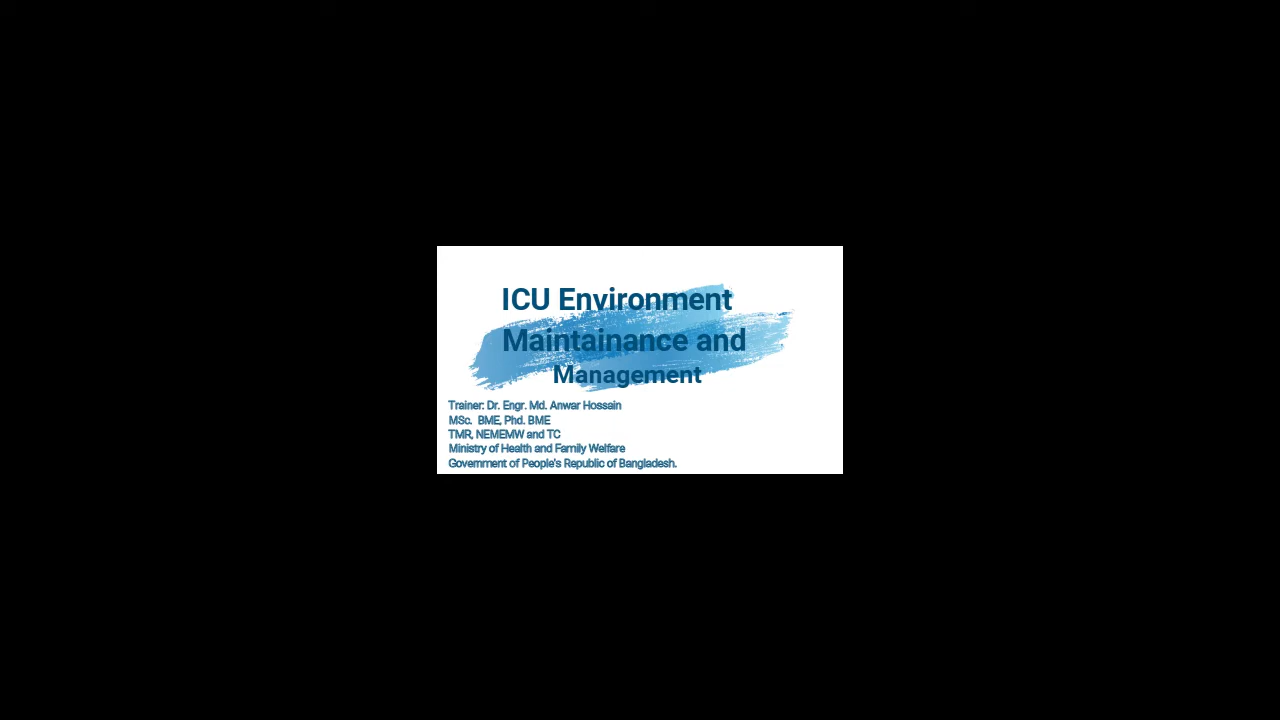 ICU Environment
Maintainance and
Management
Trainer: Dr. Engr. Md. Anwar Hossain
MSc. BME, Phd. BME
TMR, NEMEMW and TC
Ministry of Health and Family Welfare
Government of People's Republic of Bangladesh.